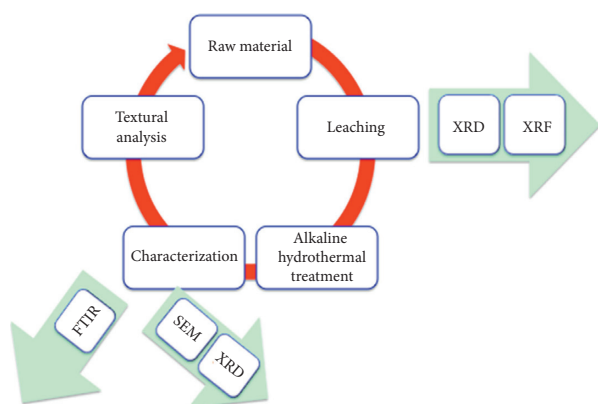 Raw material
Textural
analysis
Leaching
XRD
XRF
Characterization
Alkaline
hydrothermal
treatment
FTIR
SEM
XRD